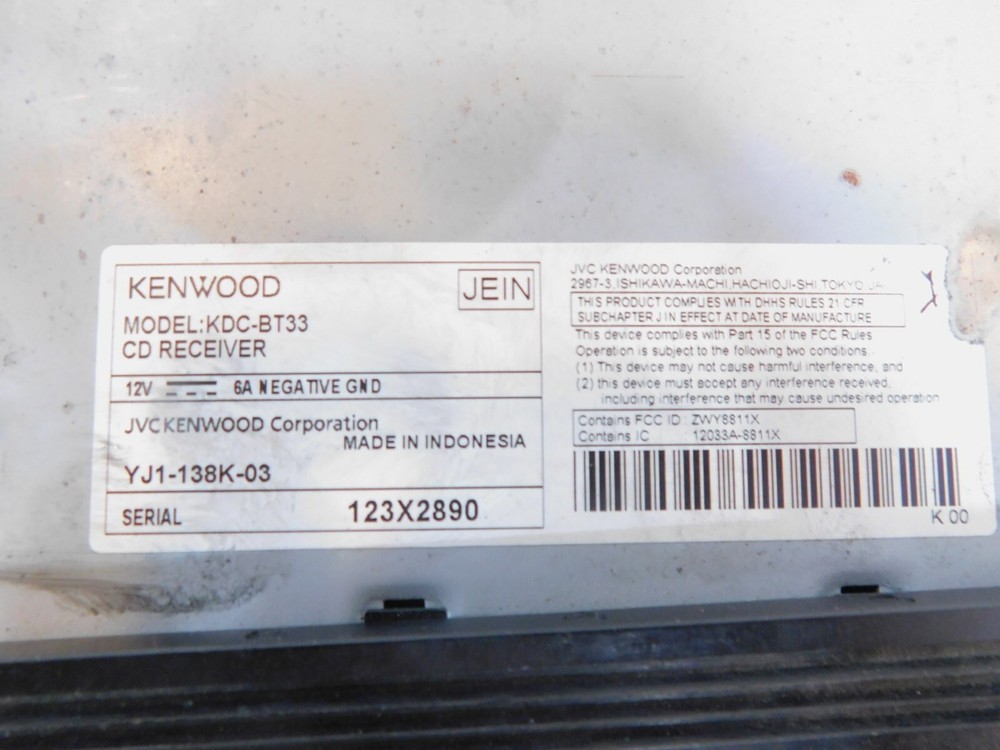 KENWOOD
JEIN
MODEL:KDC-BT33
CD RECEIVER
12V 6A NEGATIVE GND
JVCKENWOOD Corporation
MADE IN INDONESIA
YJ1-138K-03
SERIAL 123X2890
JVC KENWOOD Corporation
2967-3, ISHIKAWA-MACHI, HACHIOJI-SHI, TOKYO
THIS PRODUCT COMPLIES WITH DHHS RULES 21 CFR
SUBCHAPTER J IN EFFECT AT DATE OF MANUFACTURE
This device complies with Part 15 of the FCC Rules
Operation is subject to the following two conditions:
(1) This device may not cause harmful interference, and
(2) this device must accept any interference received,
including interference that may cause undesired operation
Contains FCC ID : ZWY8811X
Contains IC : 12033A-8811X
K 00